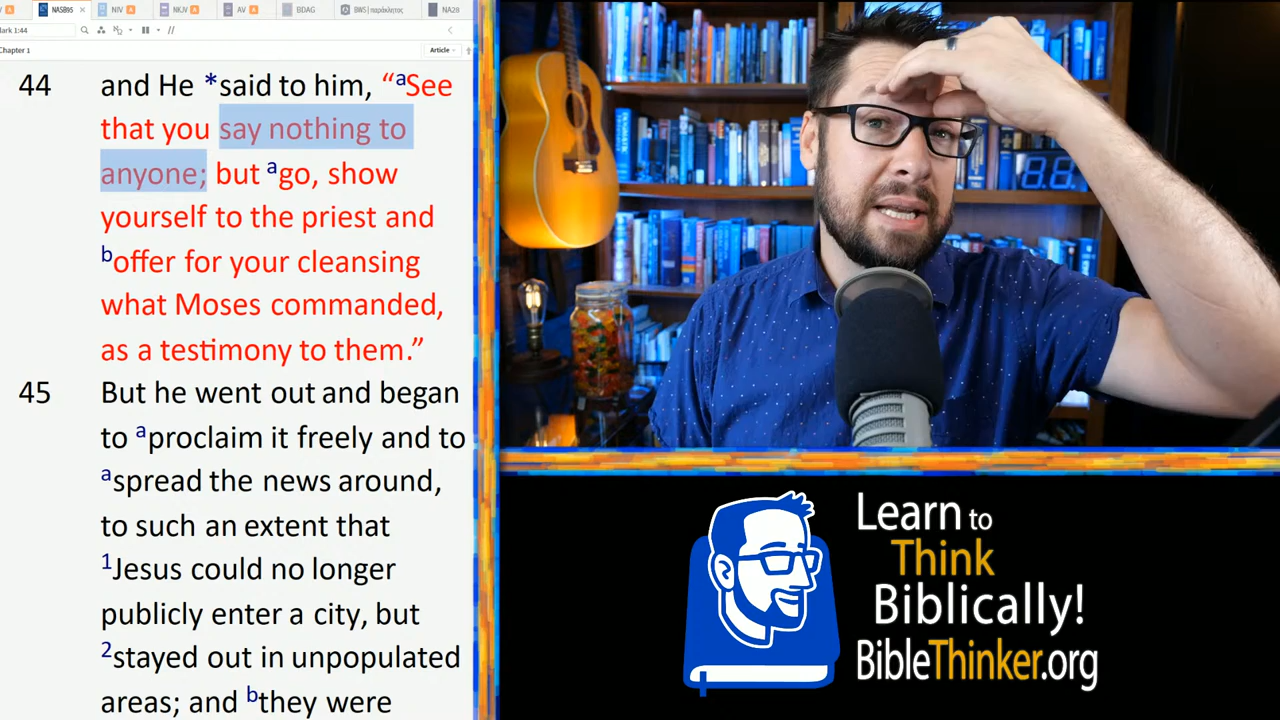 NASB95 NIV NKJV AV BDAG BWS | παράκλητος NA28
ark 1:44
Chapter 1 Article
44 and He *said to him, “ᵃSee
that you say nothing to
anyone; but ᵃgo, show
yourself to the priest and
ᵇoffer for your cleansing
what Moses commanded,
as a testimony to them.”
45 But he went out and began
to ᵃproclaim it freely and to
ᵃspread the news around,
to such an extent that
¹Jesus could no longer
publicly enter a city, but
²stayed out in unpopulated
areas; and ᵇthey were
Learn to
Think
Biblically!
BibleThinker.org